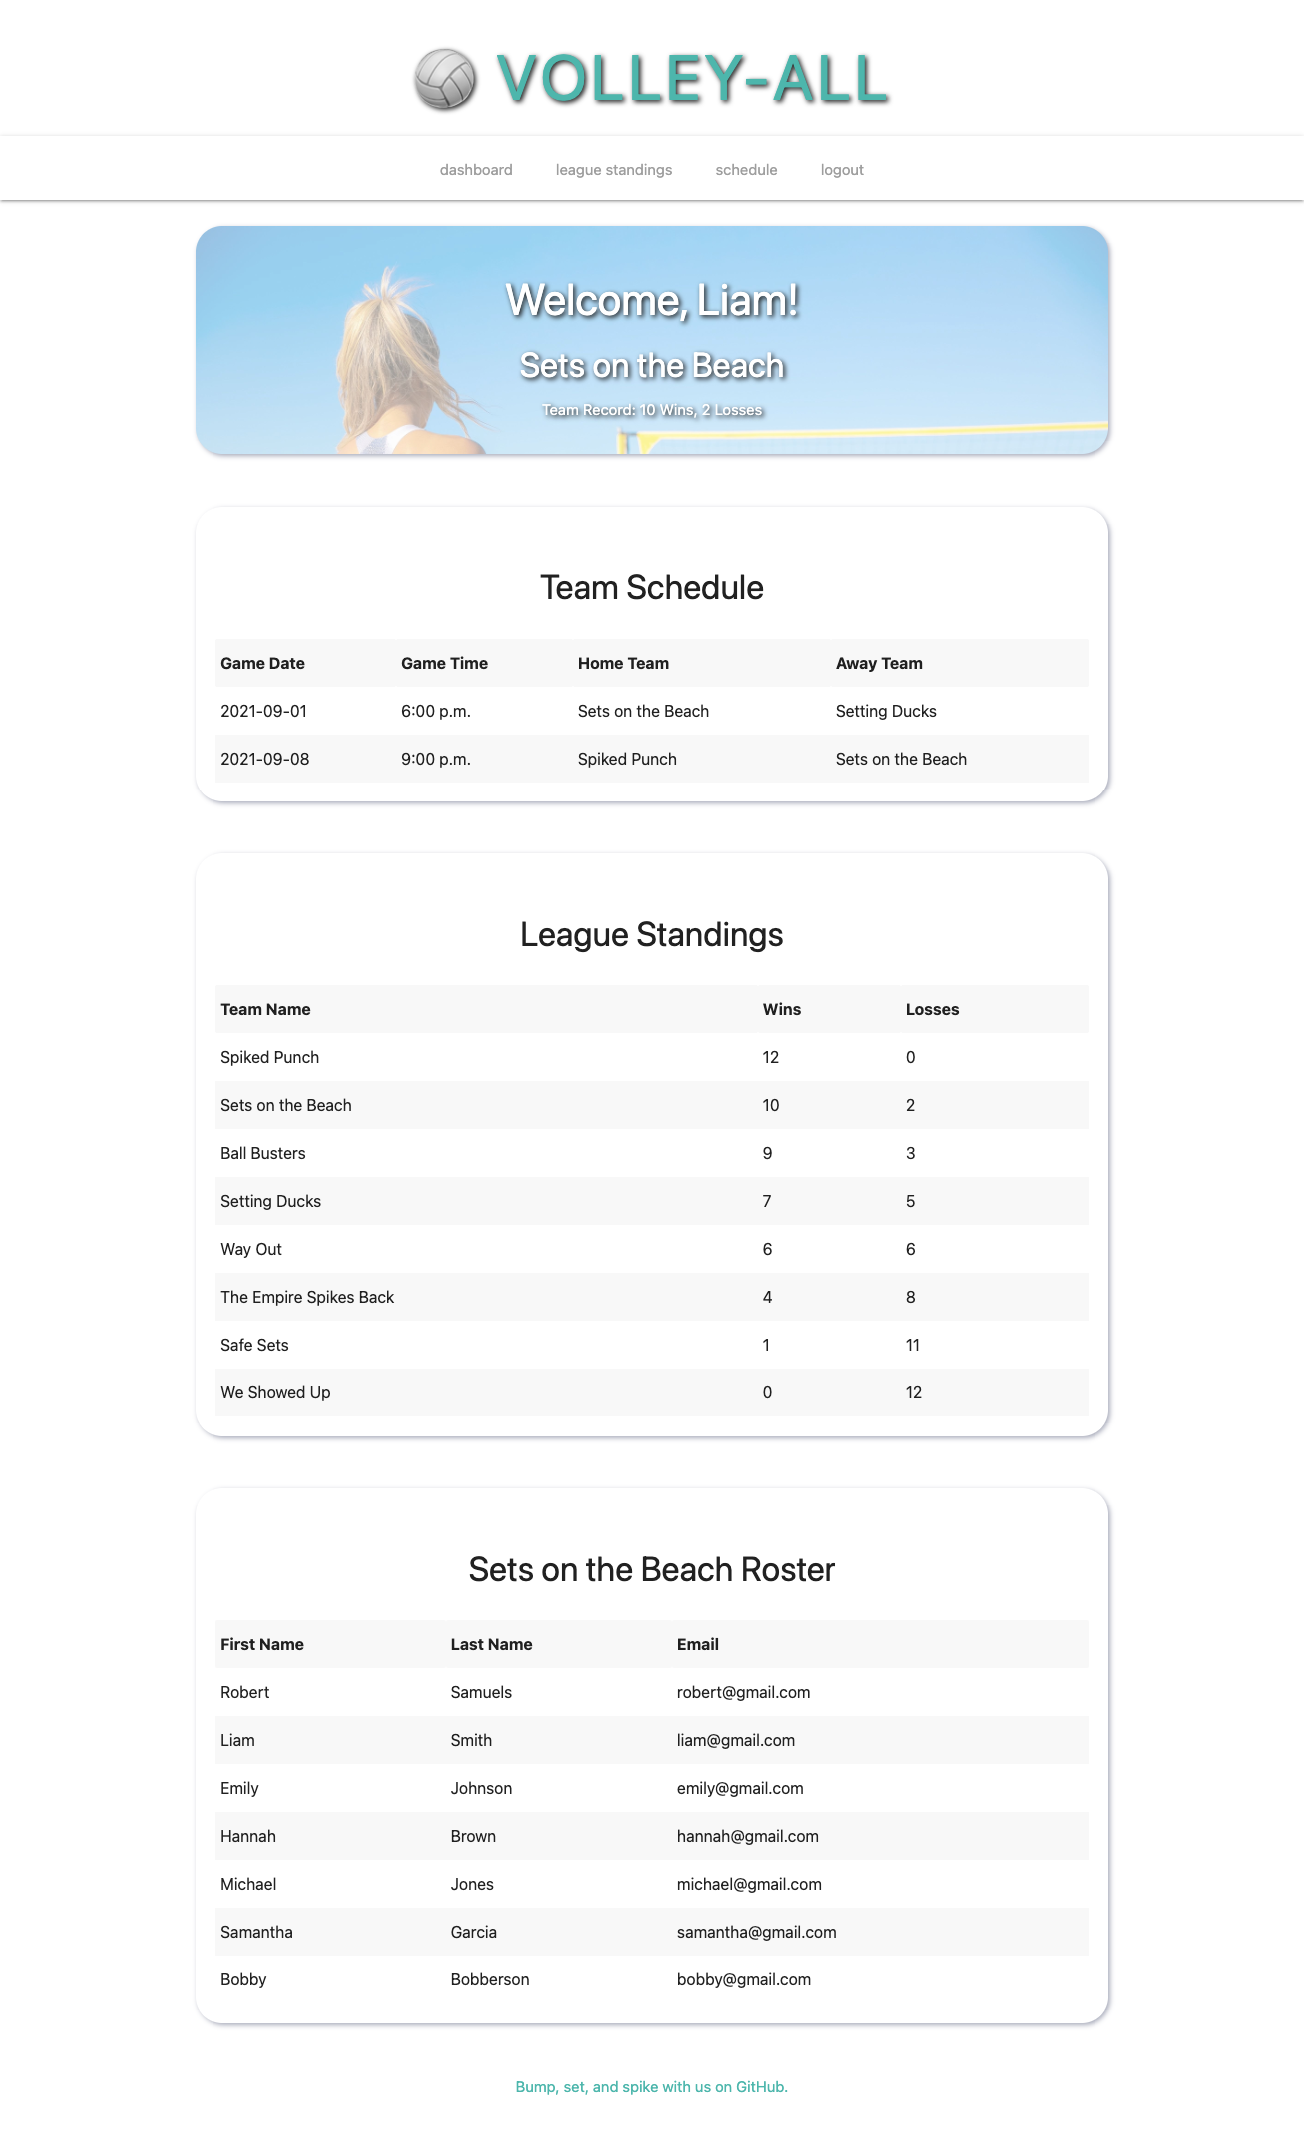 VOLLEY-ALL
dashboard league standings schedule logout
Welcome, Liam!
Sets on the Beach
Team Record: 10 Wins, 2 Losses
Team Schedule
Game Date Game Time Home Team Away Team
2021-09-01 6:00 p.m. Sets on the Beach Setting Ducks
2021-09-08 9:00 p.m. Spiked Punch Sets on the Beach
League Standings
Team Name Wins Losses
Spiked Punch 12 0
Sets on the Beach 10 2
Ball Busters 9 3
Setting Ducks 7 5
Way Out 6 6
The Empire Spikes Back 4 8
Safe Sets 1 11
We Showed Up 0 12
Sets on the Beach Roster
First Name Last Name Email
Robert Samuels robert@gmail.com
Liam Smith liam@gmail.com
Emily Johnson emily@gmail.com
Hannah Brown hannah@gmail.com
Michael Jones michael@gmail.com
Samantha Garcia samantha@gmail.com
Bobby Bobberson bobby@gmail.com
Bump, set, and spike with us on GitHub.